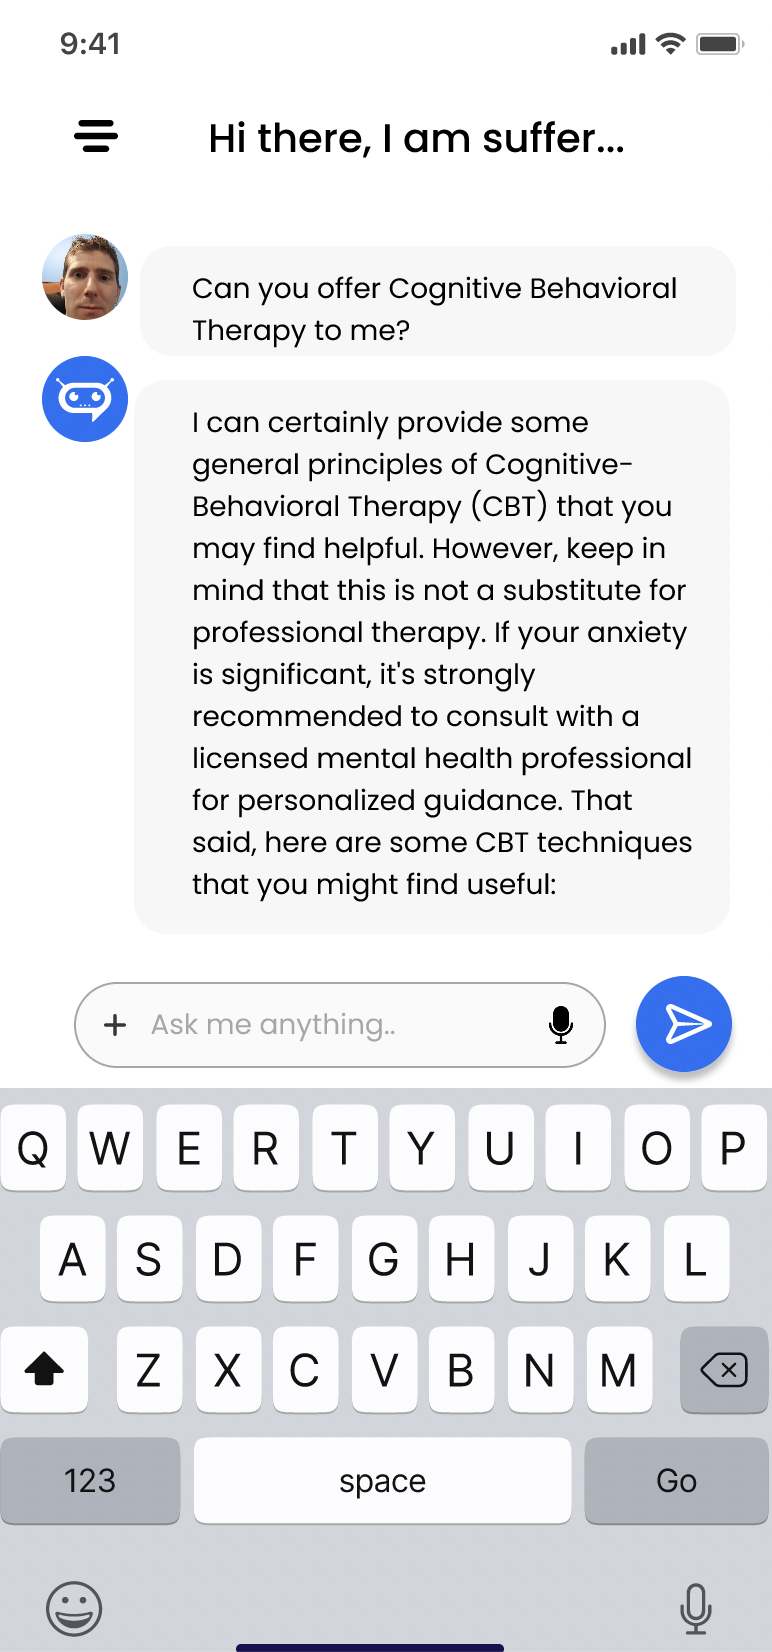 9:41
Hi there, I am suffer...
Can you offer Cognitive Behavioral
Therapy to me?
I can certainly provide some
general principles of Cognitive-
Behavioral Therapy (CBT) that you
may find helpful. However, keep in
mind that this is not a substitute for
professional therapy. If your anxiety
is significant, it's strongly
recommended to consult with a
licensed mental health professional
for personalized guidance. That
said, here are some CBT techniques
that you might find useful:
Ask me anything..
Q W E R T Y U I O P
A S D F G H J K L
Z X C V B N M
123 space Go